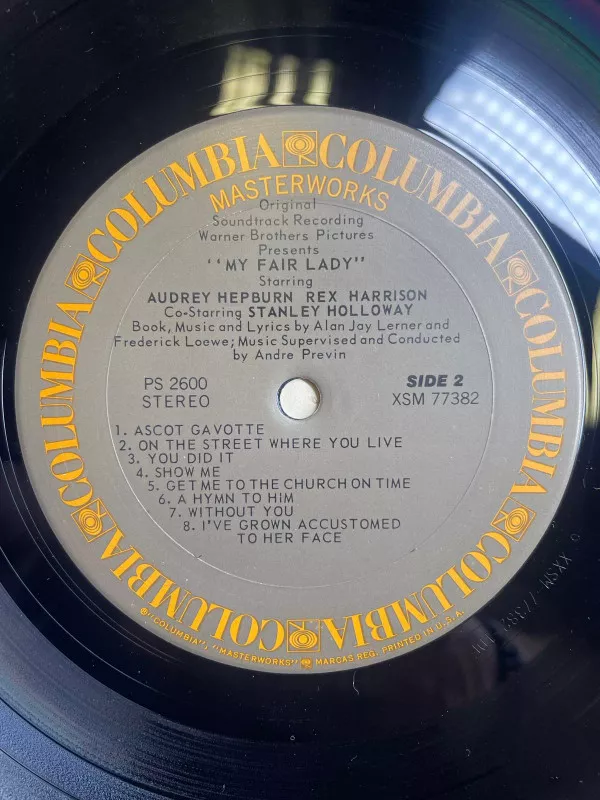 COLUMBIA COLUMBIA COLUMBIA COLUMBIA COLUMBIA COLUMBIA COLUMBIA COLUMBIA
MASTERWORKS
Original
Soundtrack Recording
Warner Brothers Pictures
Presents
"MY FAIR LADY"
Starring
AUDREY HEPBURN REX HARRISON
Co-Starring STANLEY HOLLOWAY
Book, Music and Lyrics by Alan Jay Lerner and
Frederick Loewe; Music Supervised and Conducted
by Andre Previn
PS 2600 SIDE 2
STEREO XSM 77382
1. ASCOT GAVOTTE
2. ON THE STREET WHERE YOU LIVE
3. YOU DID IT
4. SHOW ME
5. GET ME TO THE CHURCH ON TIME
6. A HYMN TO HIM
7. WITHOUT YOU
8. I'VE GROWN ACCUSTOMED
TO HER FACE
®"COLUMBIA", "MASTERWORKS" MARCAS REG. PRINTED IN U.S.A.